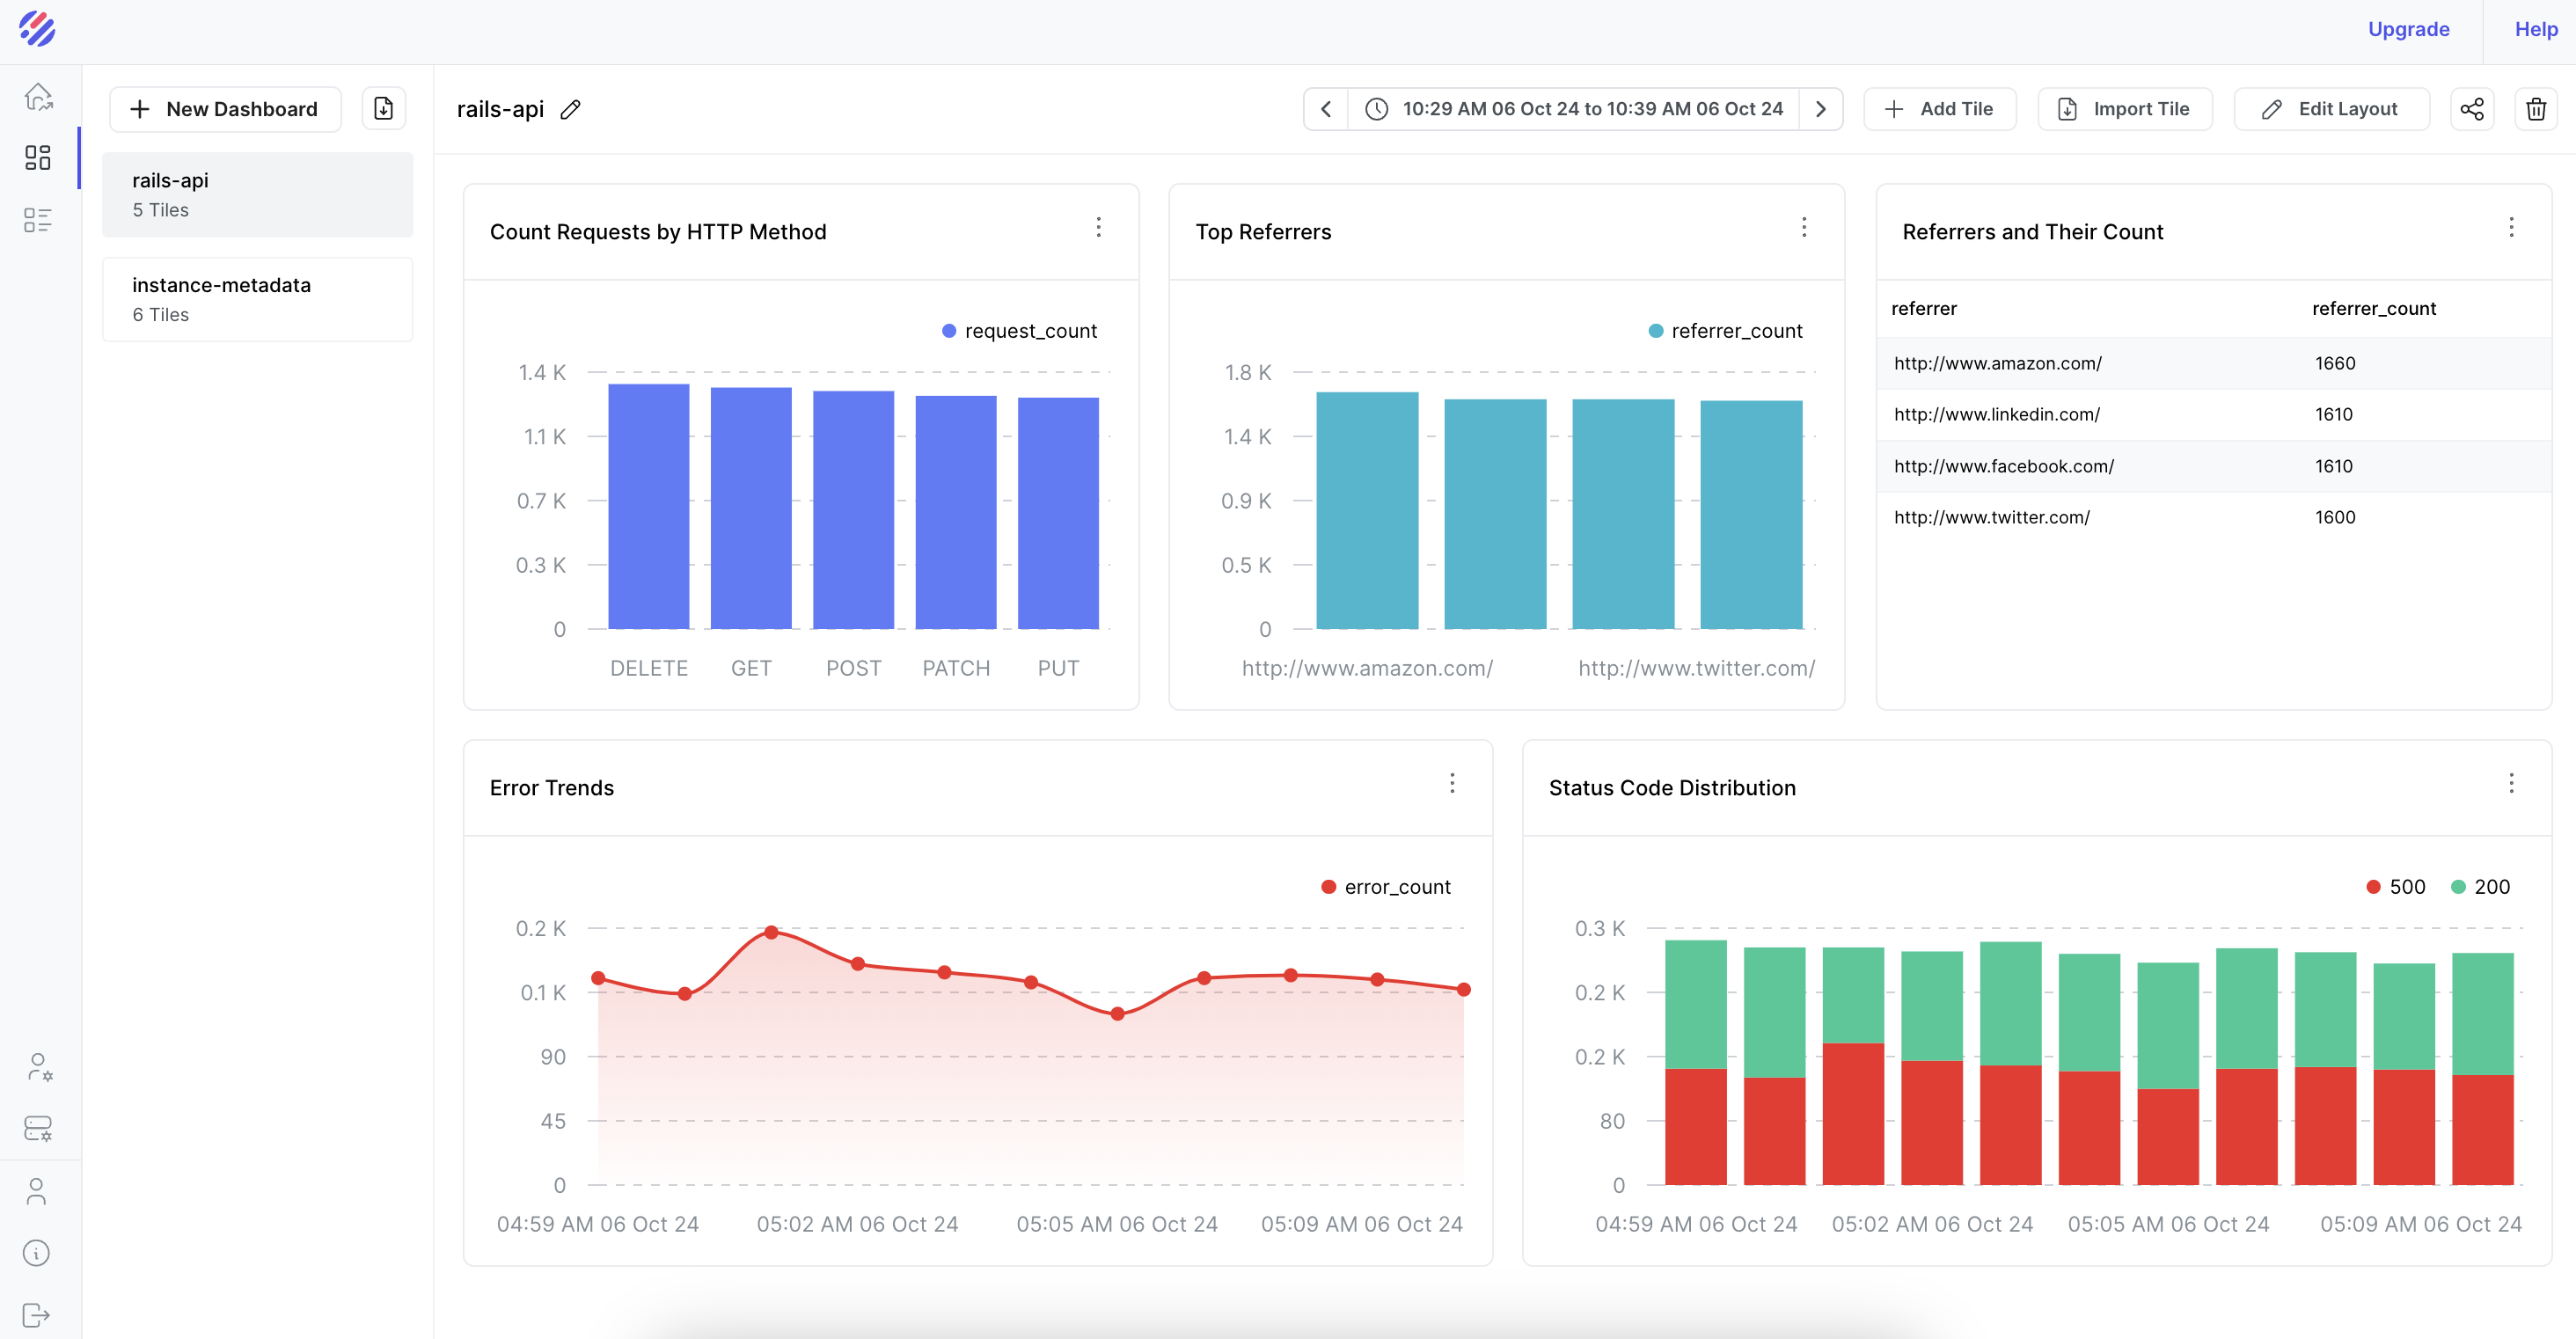 Upgrade
Help
New Dashboard
rails-api
5 Tiles
instance-metadata
6 Tiles
rails-api
10:29 AM 06 Oct 24 to 10:39 AM 06 Oct 24
Add Tile
Import Tile
Edit Layout
Count Requests by HTTP Method
request_count
1.4 K
1.1 K
0.7 K
0.3 K
0
DELETE GET POST PATCH PUT
Top Referrers
referrer_count
1.8 K
1.4 K
0.9 K
0.5 K
0
http://www.amazon.com/ http://www.twitter.com/
Referrers and Their Count
referrer referrer_count
http://www.amazon.com/ 1660
http://www.linkedin.com/ 1610
http://www.facebook.com/ 1610
http://www.twitter.com/ 1600
Error Trends
error_count
0.2 K
0.1 K
90
45
0
04:59 AM 06 Oct 24 05:02 AM 06 Oct 24 05:05 AM 06 Oct 24 05:09 AM 06 Oct 24
Status Code Distribution
500 200
0.3 K
0.2 K
0.2 K
80
0
04:59 AM 06 Oct 24 05:02 AM 06 Oct 24 05:05 AM 06 Oct 24 05:09 AM 06 Oct 24